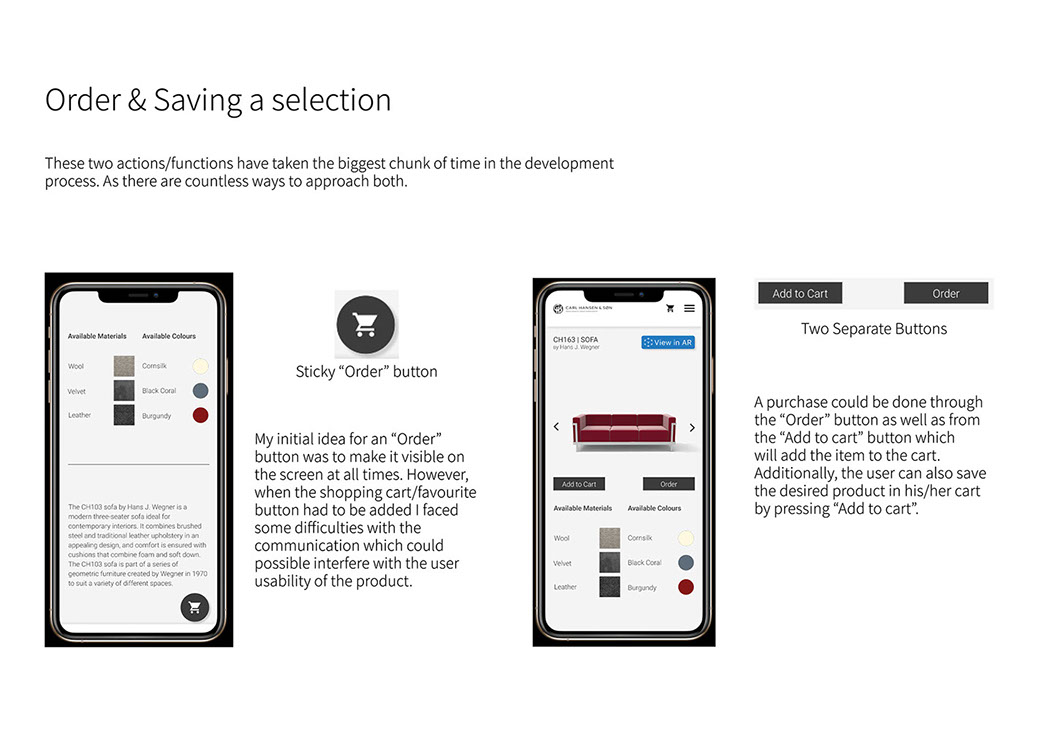 Order & Saving a selection
These two actions/functions have taken the biggest chunk of time in the development
process. As there are countless ways to approach both.
Available Materials Available Colours
Wool Cornsilk
Velvet Black Coral
Leather Burgundy
The CH103 sofa by Hans J. Wegner is a
modern three-seater sofa ideal for
contemporary interiors. It combines brushed
steel and traditional leather upholstery in an
appealing design, and comfort is ensured with
cushions that combine foam and soft down.
The CH103 sofa is part of a series of
geometric furniture created by Wegner in 1970
to suit a variety of different spaces.
Sticky “Order” button
My initial idea for an “Order”
button was to make it visible on
the screen at all times. However,
when the shopping cart/favourite
button had to be added I faced
some difficulties with the
communication which could
possible interfere with the user
usability of the product.
CARL HANSEN & SØN
CH163 | SOFA
by Hans J. Wegner
View in AR
Add to Cart Order
Available Materials Available Colours
Wool Cornsilk
Velvet Black Coral
Leather Burgundy
Add to Cart Order
Two Separate Buttons
A purchase could be done through
the “Order” button as well as from
the “Add to cart” button which
will add the item to the cart.
Additionally, the user can also save
the desired product in his/her cart
by pressing “Add to cart”.